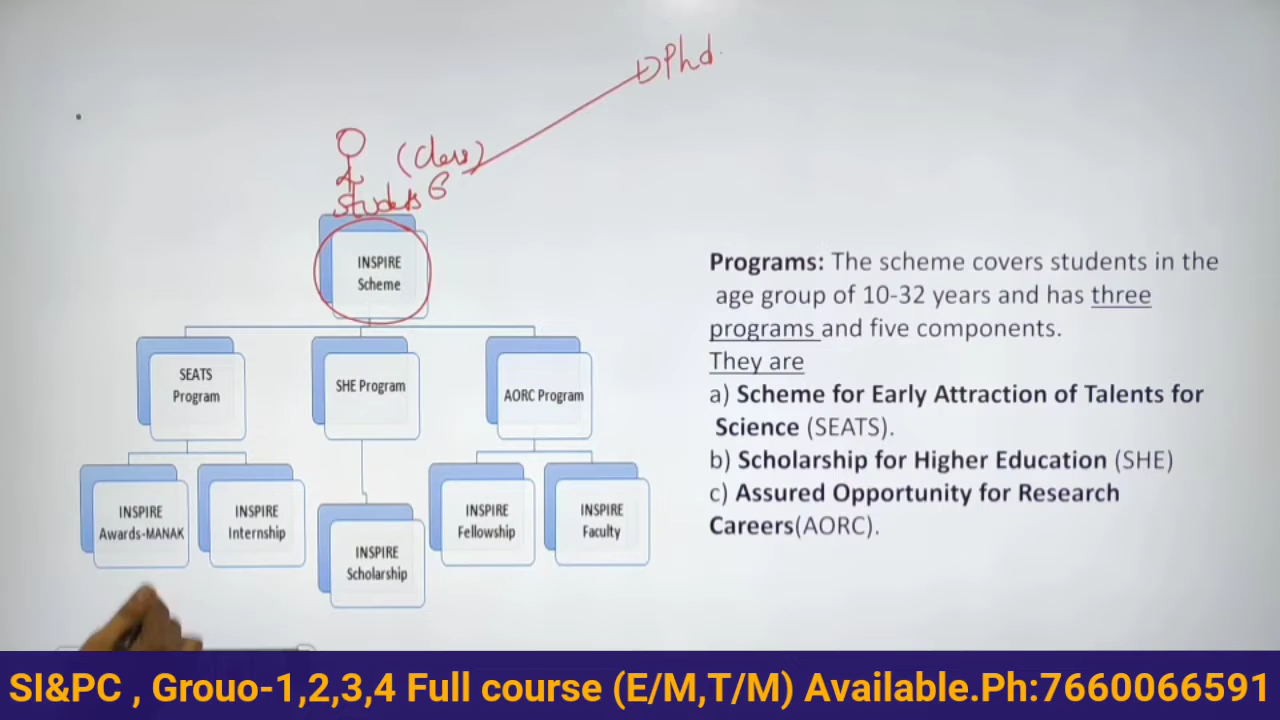 Phd.
(Class)
Students 6
INSPIRE
Scheme
SEATS
Program
SHE Program
AORC Program
INSPIRE
Awards-MANAK
INSPIRE
Internship
INSPIRE
Scholarship
INSPIRE
Fellowship
INSPIRE
Faculty
Programs: The scheme covers students in the
age group of 10-32 years and has three
programs and five components.
They are
a) Scheme for Early Attraction of Talents for
Science (SEATS).
b) Scholarship for Higher Education (SHE)
c) Assured Opportunity for Research
Careers(AORC).
SI&PC , Grouo-1,2,3,4 Full course (E/M,T/M) Available.Ph:7660066591